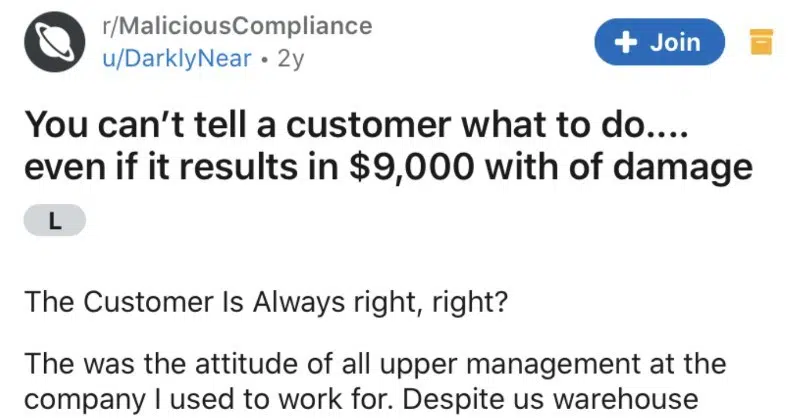 r/MaliciousCompliance
u/DarklyNear • 2y
+ Join
You can't tell a customer what to do....
even if it results in $9,000 with of damage
L
The Customer Is Always right, right?
The was the attitude of all upper management at the
company I used to work for. Despite us warehouse